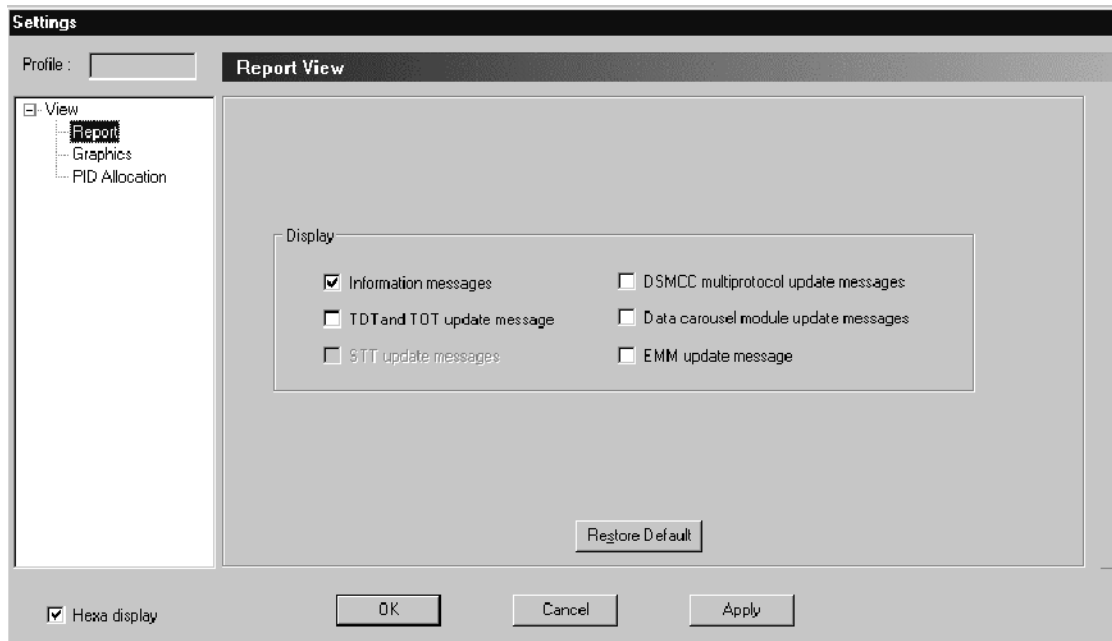 Settings
Profile :
Report View
View
Report
Graphics
PID Allocation
Display
Information messages
TDTand TOT update message
STT update messages
DSMCC multiprotocol update messages
Data carousel module update messages
EMM update message
Restore Default
Hexa display
OK
Cancel
Apply